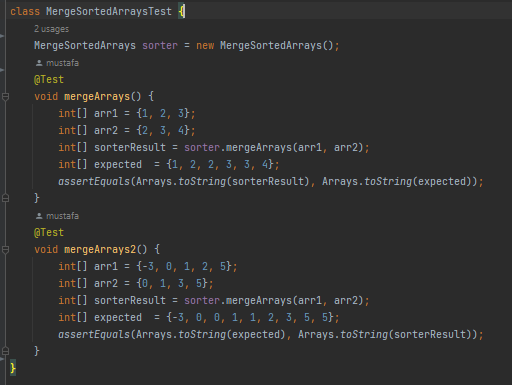 class MergeSortedArraysTest {
2 usages
MergeSortedArrays sorter = new MergeSortedArrays();
mustafa
@Test
void mergeArrays() {
int[] arr1 = {1, 2, 3};
int[] arr2 = {2, 3, 4};
int[] sorterResult = sorter.mergeArrays(arr1, arr2);
int[] expected  = {1, 2, 2, 3, 3, 4};
assertEquals(Arrays.toString(sorterResult), Arrays.toString(expected));
}
mustafa
@Test
void mergeArrays2() {
int[] arr1 = {-3, 0, 1, 2, 5};
int[] arr2 = {0, 1, 3, 5};
int[] sorterResult = sorter.mergeArrays(arr1, arr2);
int[] expected  = {-3, 0, 0, 1, 1, 2, 3, 5, 5};
assertEquals(Arrays.toString(expected), Arrays.toString(sorterResult));
}
}